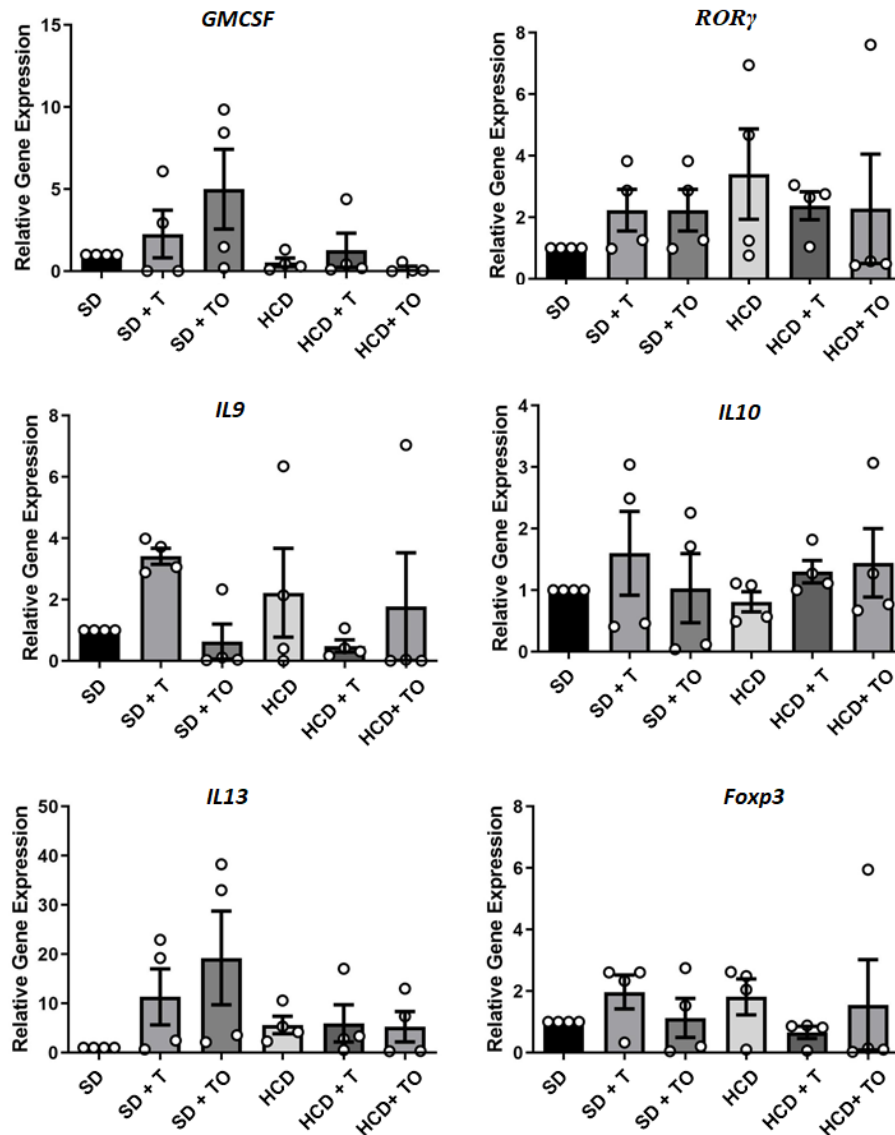 GMCSF
Relative Gene Expression
15
10
5
0
SD
SD + T
SD + TO
HCD
HCD + T
HCD+ TO
RORγ
Relative Gene Expression
8
6
4
2
0
SD
SD + T
SD + TO
HCD
HCD + T
HCD+ TO
IL9
Relative Gene Expression
8
6
4
2
0
SD
SD + T
SD + TO
HCD
HCD + T
HCD+ TO
IL10
Relative Gene Expression
4
3
2
1
0
SD
SD + T
SD + TO
HCD
HCD + T
HCD+ TO
IL13
Relative Gene Expression
50
40
30
20
10
0
SD
SD + T
SD + TO
HCD
HCD + T
HCD+ TO
Foxp3
Relative Gene Expression
8
6
4
2
0
SD
SD + T
SD + TO
HCD
HCD + T
HCD+ TO